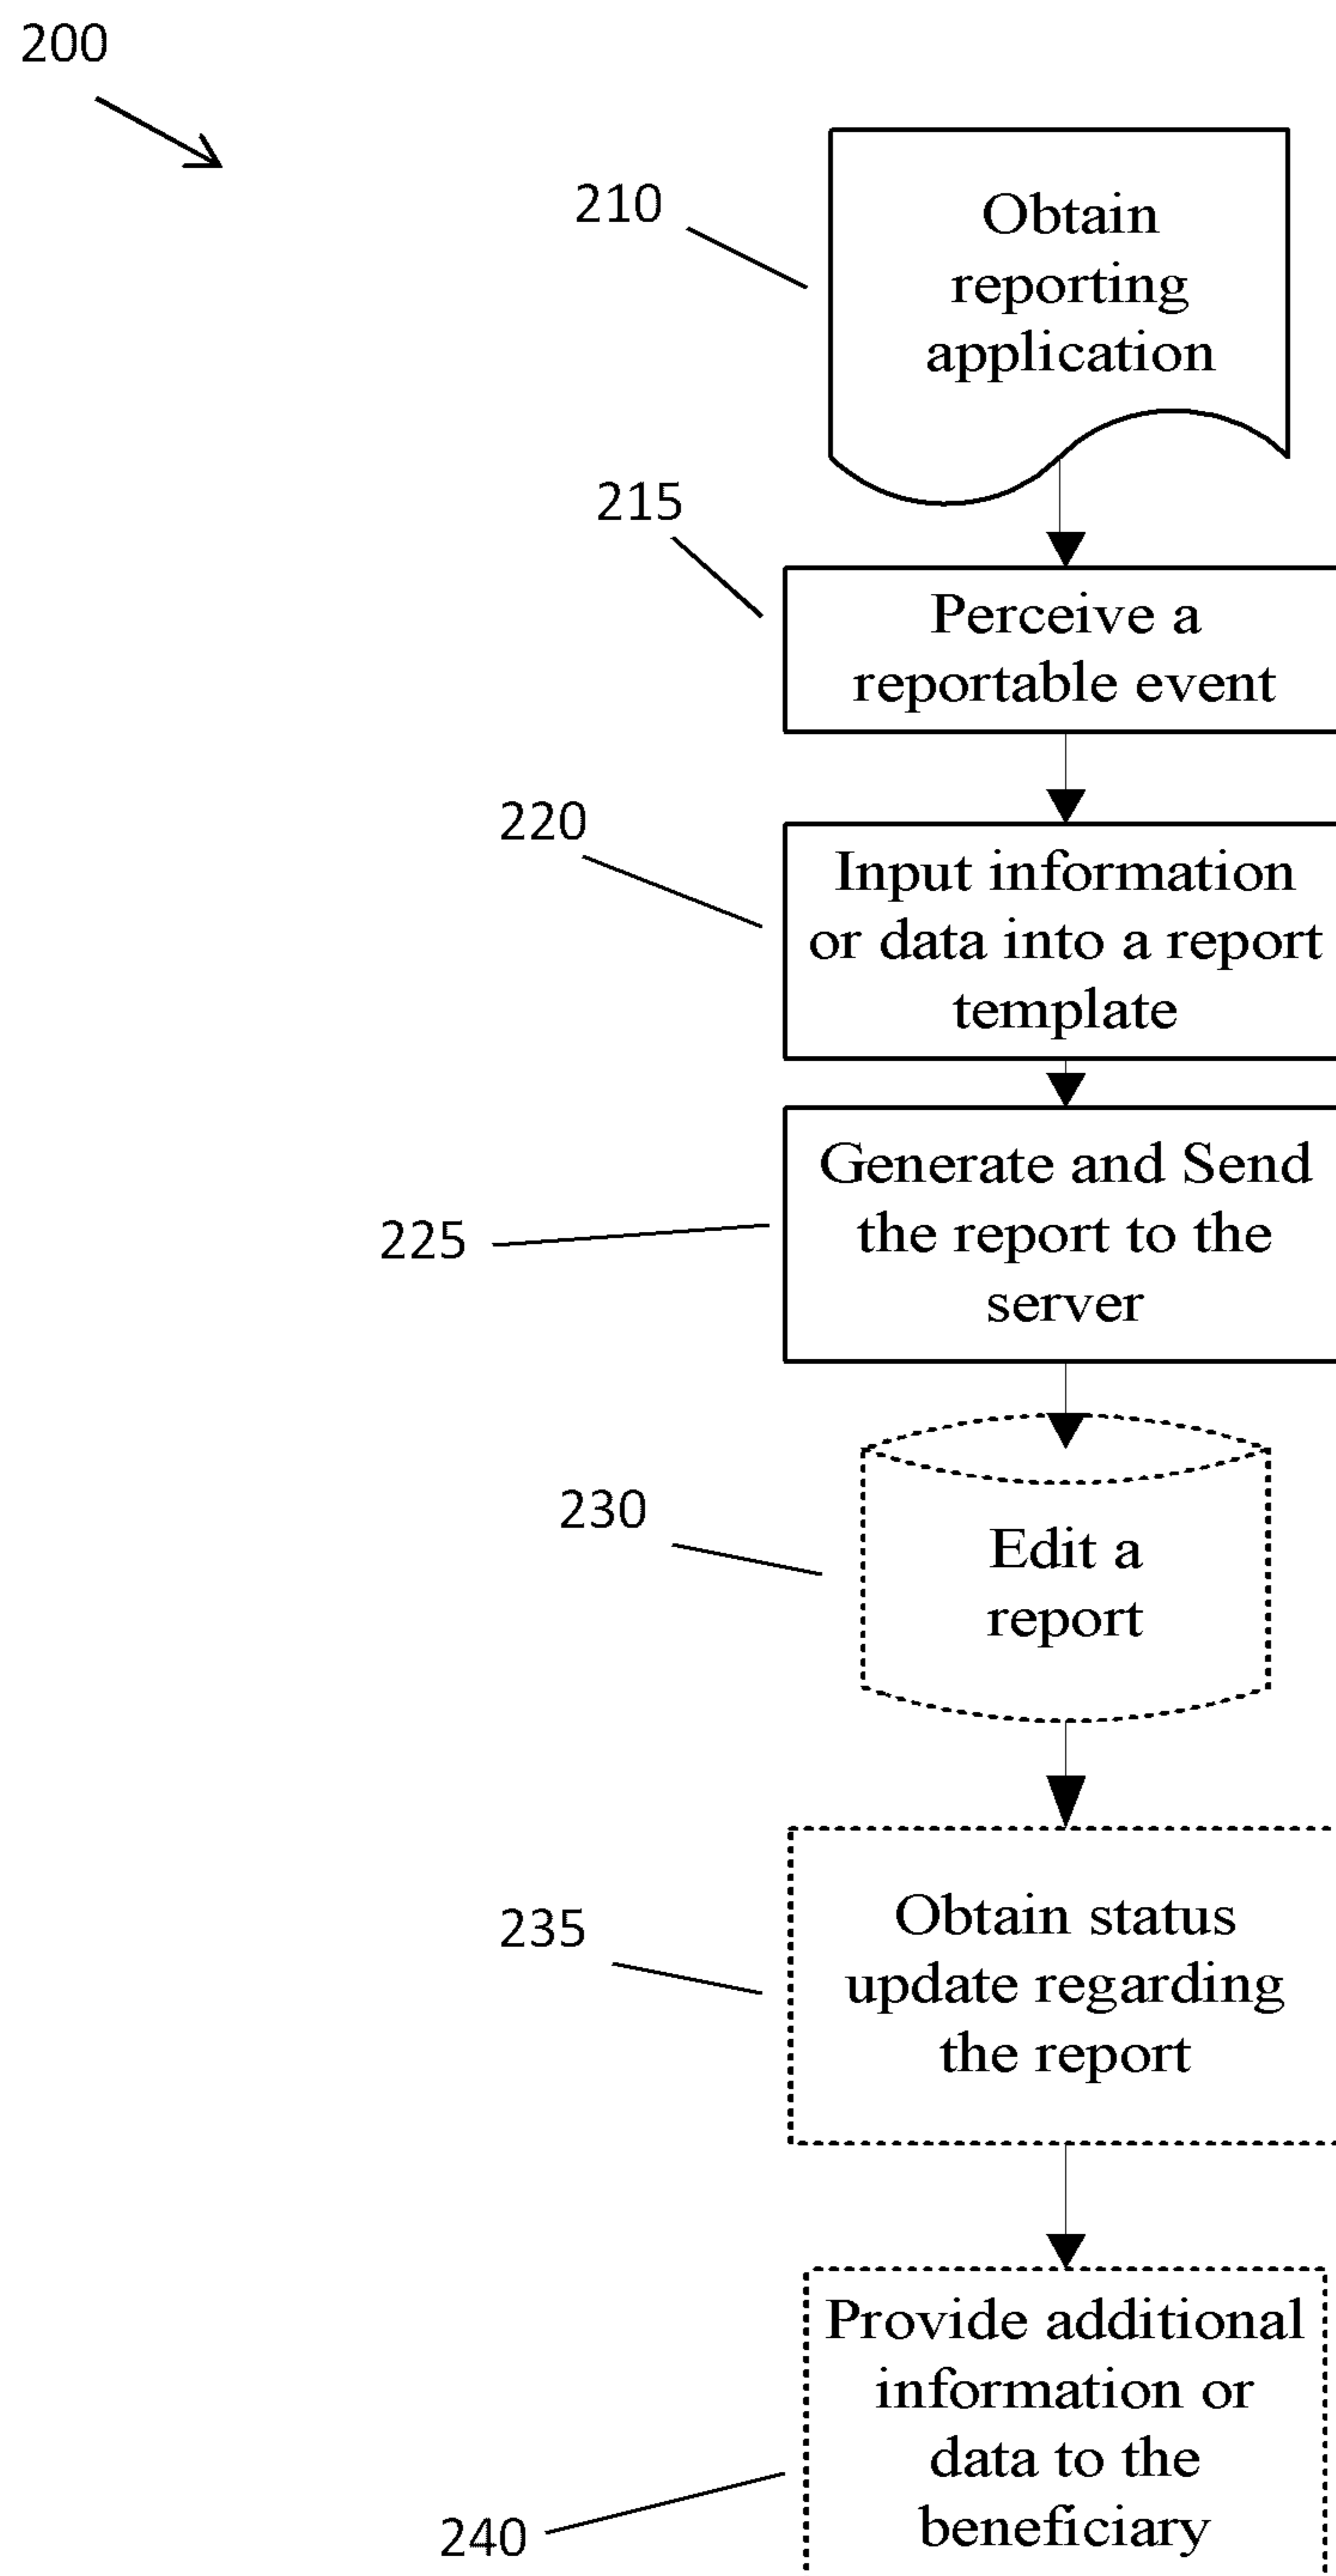 200
210
Obtain
reporting
application
215
Perceive a
reportable event
220
Input information
or data into a report
template
225
Generate and Send
the report to the
server
230
Edit a
report
235
Obtain status
update regarding
the report
240
Provide additional
information or
data to the
beneficiary